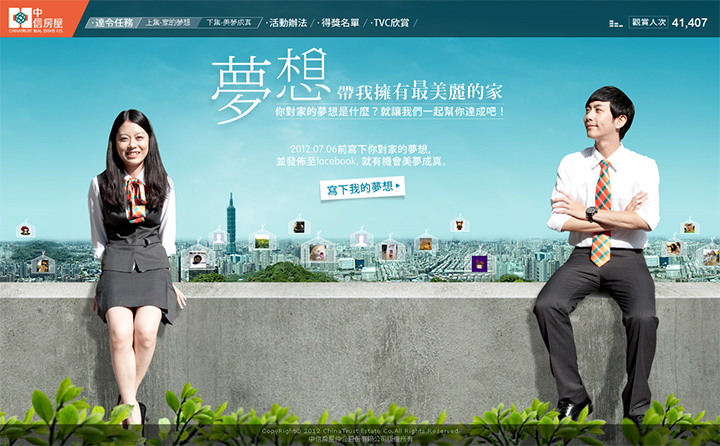 中信房屋
CHINATRUST REAL ESTATE CO.
達令任務
上集-家的夢想
下集-美夢成真
活動辦法
得獎名單
TVC欣賞
觀賞人次 41,407
夢想
帶我擁有最美麗的家
你對家的夢想是什麼？就讓我們一起幫你達成吧！
2012.07.06前寫下你對家的夢想,
並發佈至facebook, 就有機會美夢成真。
寫下我的夢想
CopyRight© 2012 ChinaTrust Estate Co.All Rights Reserved.
中信房屋仲介股份有限公司版權所有